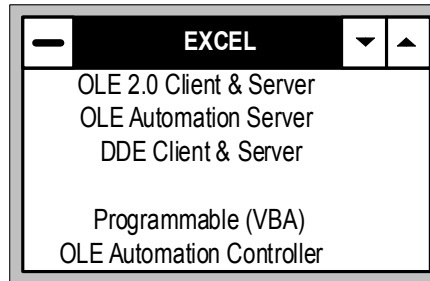 EXCEL
OLE 2.0 Client & Server
OLE Automation Server
DDE Client & Server
Programmable (VBA)
OLE Automation Controller